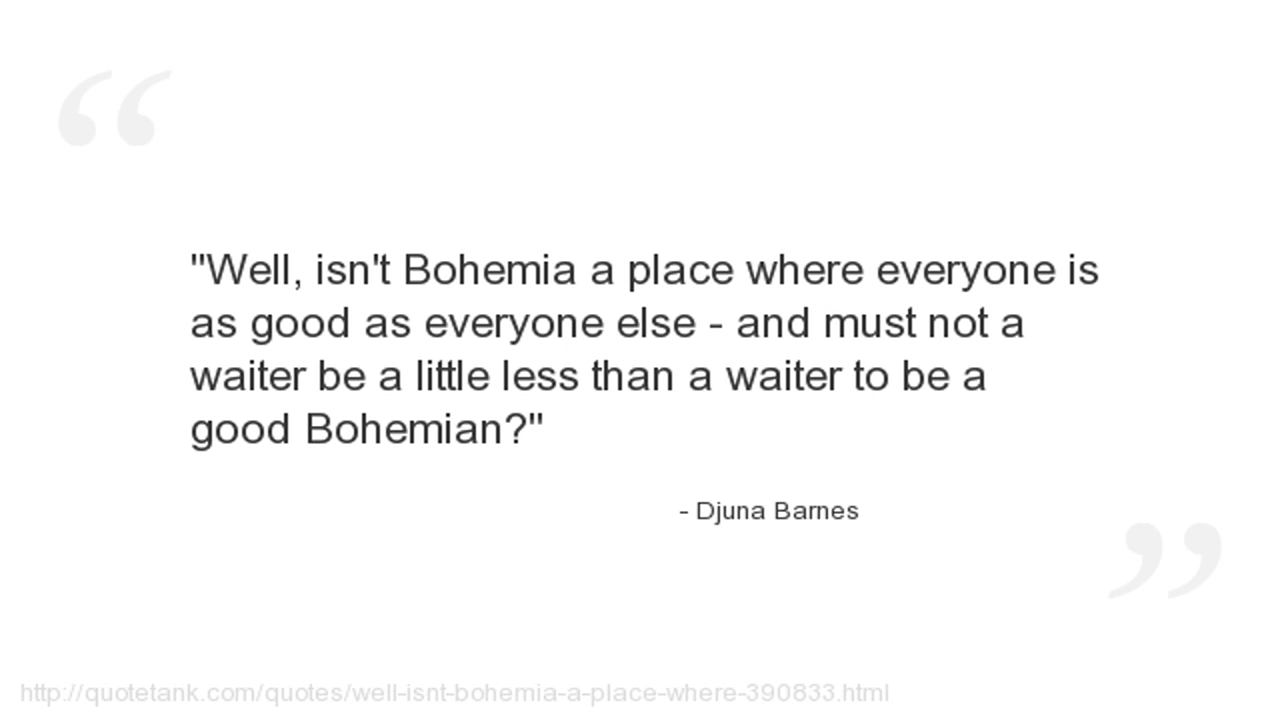 "Well, isn't Bohemia a place where everyone is
as good as everyone else - and must not a
waiter be a little less than a waiter to be a
good Bohemian?"
- Djuna Barnes
http://quotetank.com/quotes/well-isnt-bohemia-a-place-where-390833.html